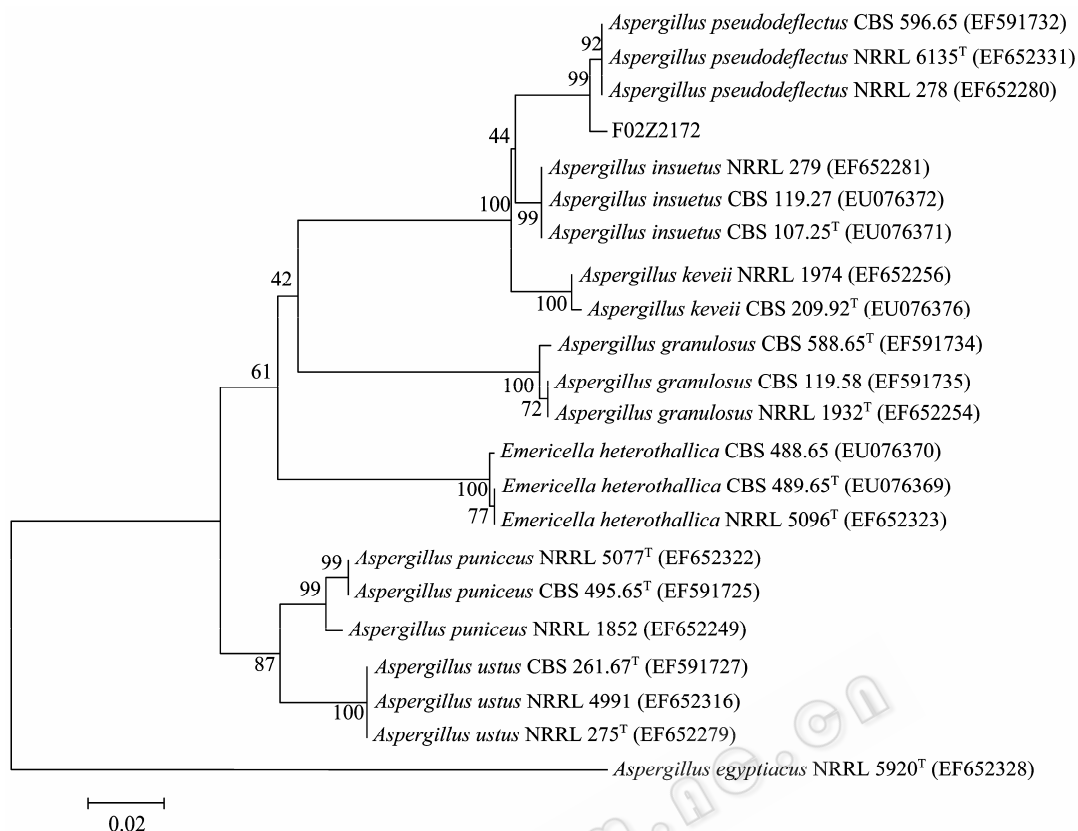 Aspergillus pseudodeflectus CBS 596.65 (EF591732)
92
Aspergillus pseudodeflectus NRRL 6135ᵀ (EF652331)
99
Aspergillus pseudodeflectus NRRL 278 (EF652280)
F02Z2172
44
Aspergillus insuetus NRRL 279 (EF652281)
100
Aspergillus insuetus CBS 119.27 (EU076372)
99
Aspergillus insuetus CBS 107.25ᵀ (EU076371)
Aspergillus keveii NRRL 1974 (EF652256)
42
100
Aspergillus keveii CBS 209.92ᵀ (EU076376)
Aspergillus granulosus CBS 588.65ᵀ (EF591734)
61
100
Aspergillus granulosus CBS 119.58 (EF591735)
72
Aspergillus granulosus NRRL 1932ᵀ (EF652254)
Emericella heterothallica CBS 488.65 (EU076370)
100
Emericella heterothallica CBS 489.65ᵀ (EU076369)
77
Emericella heterothallica NRRL 5096ᵀ (EF652323)
99
Aspergillus puniceus NRRL 5077ᵀ (EF652322)
99
Aspergillus puniceus CBS 495.65ᵀ (EF591725)
Aspergillus puniceus NRRL 1852 (EF652249)
87
Aspergillus ustus CBS 261.67ᵀ (EF591727)
Aspergillus ustus NRRL 4991 (EF652316)
100
Aspergillus ustus NRRL 275ᵀ (EF652279)
Aspergillus egyptiacus NRRL 5920ᵀ (EF652328)
0.02